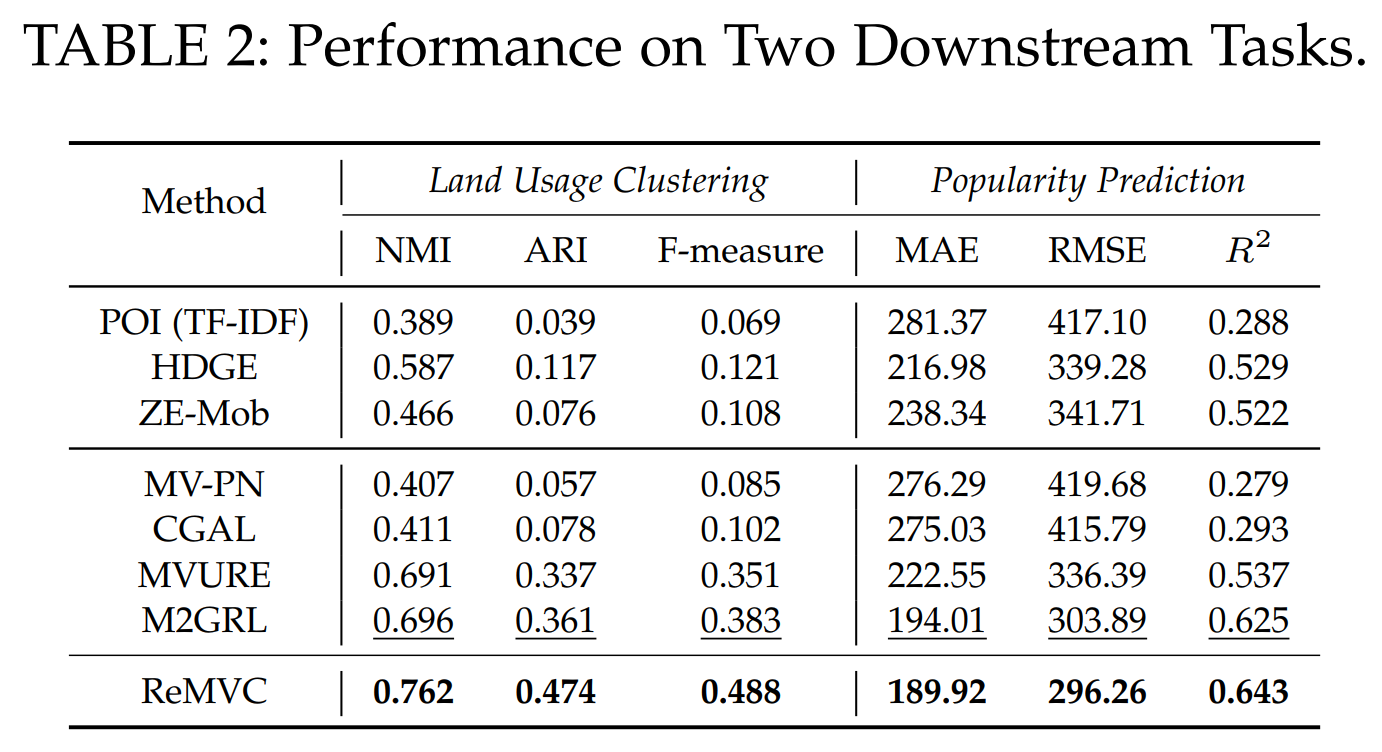 TABLE 2: Performance on Two Downstream Tasks.
Method Land Usage Clustering Popularity Prediction
NMI ARI F-measure MAE RMSE R²
POI (TF-IDF) 0.389 0.039 0.069 281.37 417.10 0.288
HDGE 0.587 0.117 0.121 216.98 339.28 0.529
ZE-Mob 0.466 0.076 0.108 238.34 341.71 0.522
MV-PN 0.407 0.057 0.085 276.29 419.68 0.279
CGAL 0.411 0.078 0.102 275.03 415.79 0.293
MVURE 0.691 0.337 0.351 222.55 336.39 0.537
M2GRL 0.696 0.361 0.383 194.01 303.89 0.625
ReMVC 0.762 0.474 0.488 189.92 296.26 0.643